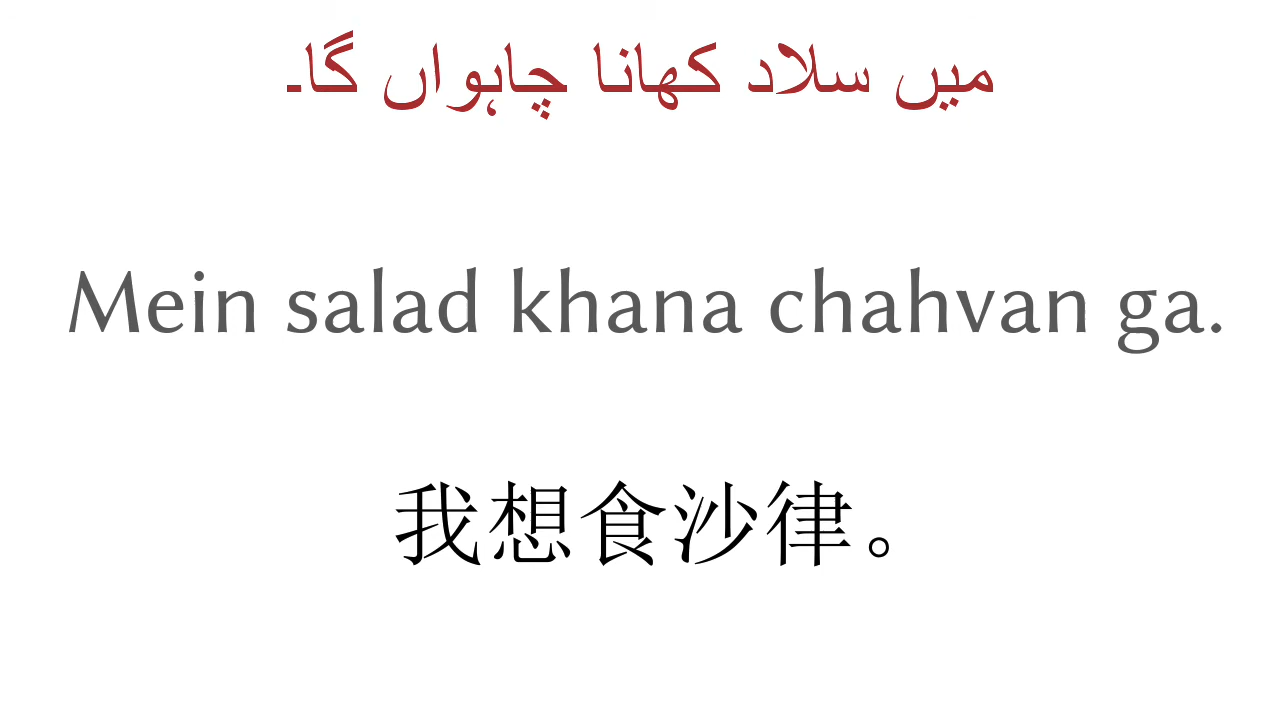 میں سلاد کھانا چاہواں گا۔
Mein salad khana chahvan ga.
我想食沙律。